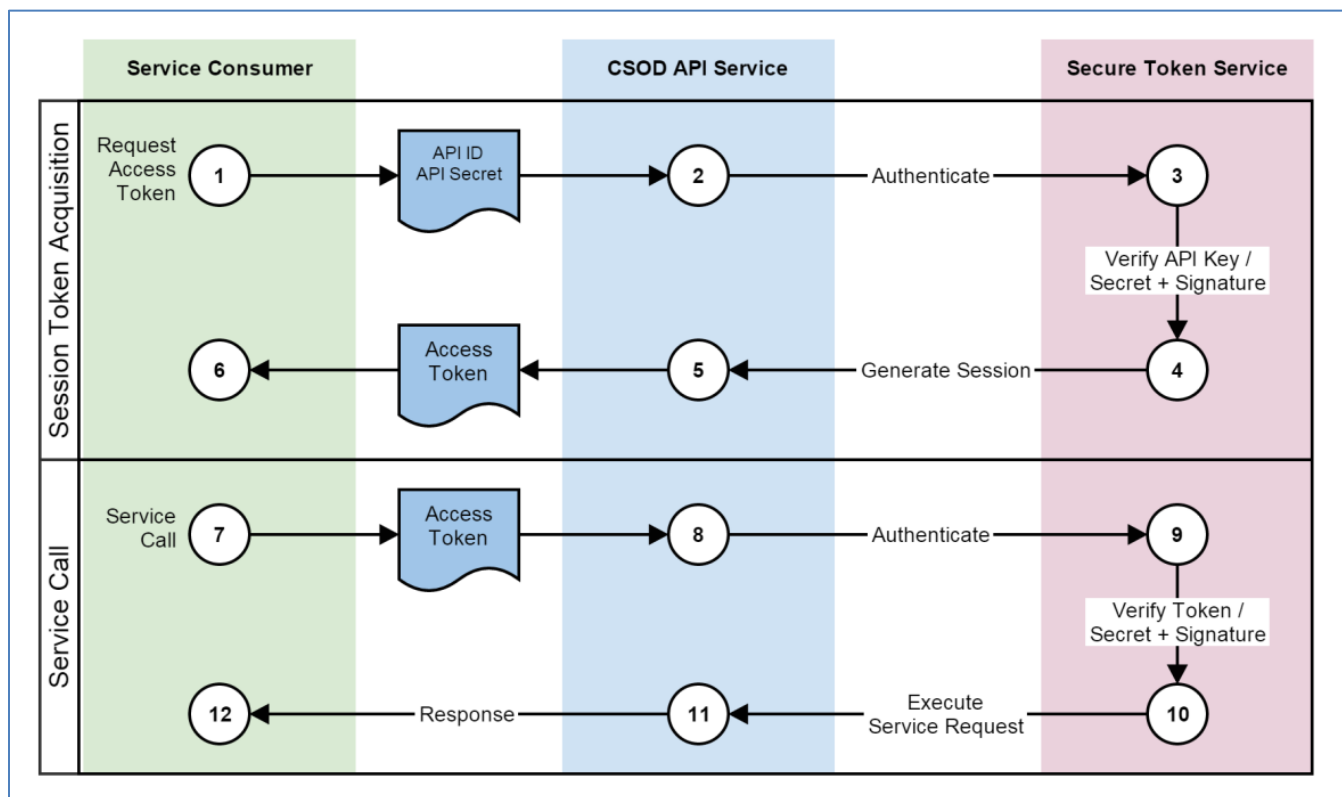 Service Consumer
CSOD API Service
Secure Token Service
Session Token Acquisition
Request
Access
Token
1
API ID
API Secret
2
Authenticate
3
Verify API Key /
Secret + Signature
6
Access
Token
5
Generate Session
4
Service Call
Service
Call
7
Access
Token
8
Authenticate
9
Verify Token /
Secret + Signature
12
Response
11
Execute
Service Request
10